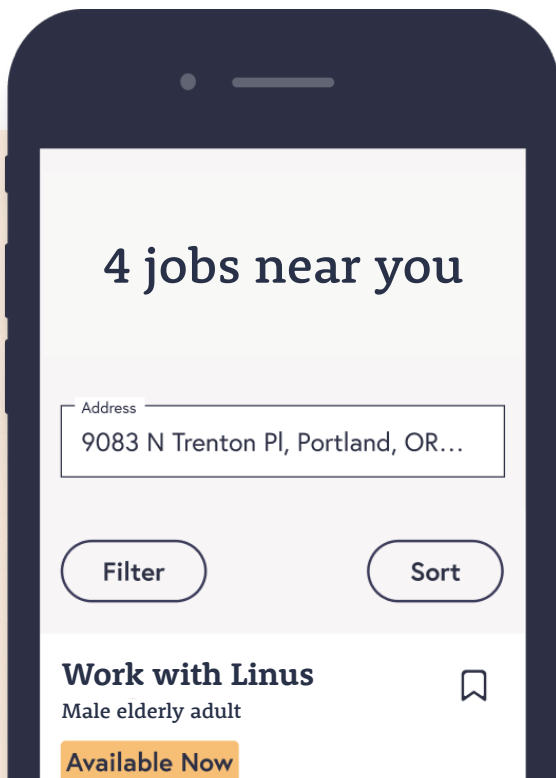 4 jobs near you
Address
9083 N Trenton Pl, Portland, OR...
Filter
Sort
Work with Linus
Male elderly adult
Available Now